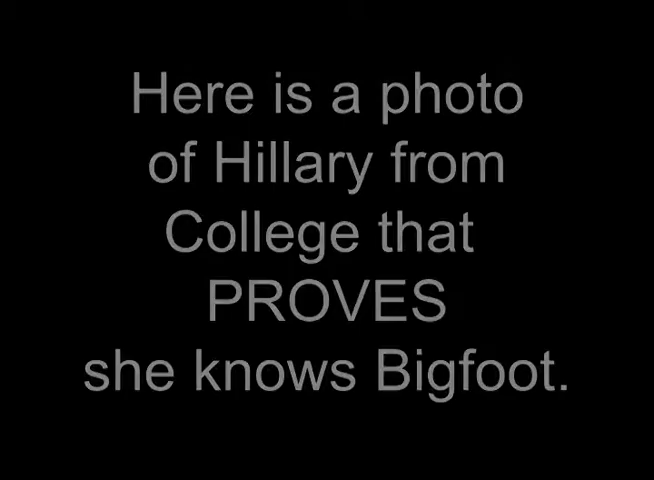 Here is a photo
of Hillary from
College that
PROVES
she knows Bigfoot.